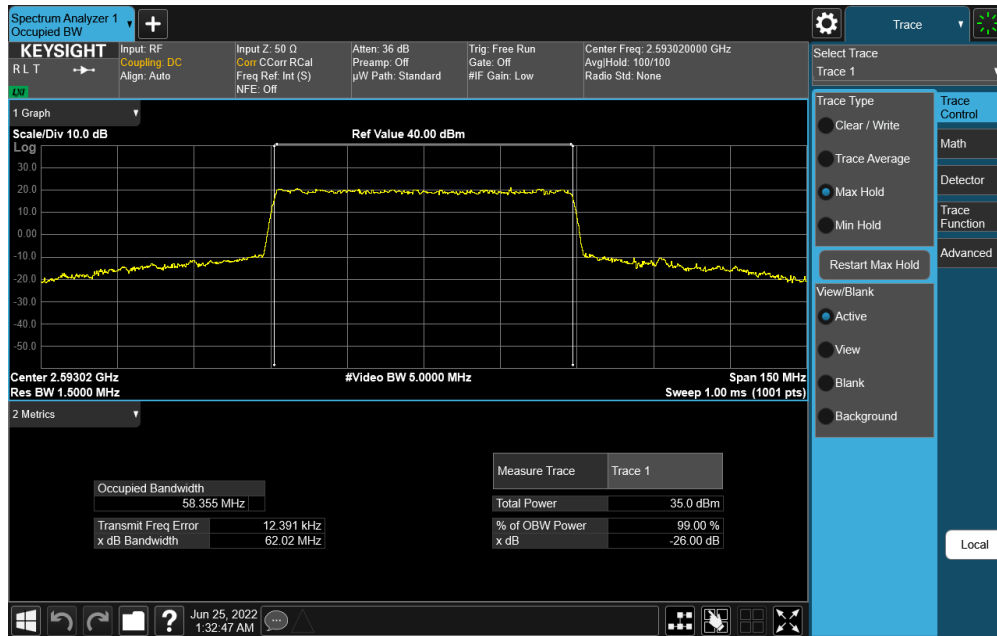 Spectrum Analyzer 1
Occupied BW
Trace
KEYSIGHT
R L T
LXI
Input: RF
Coupling: DC
Align: Auto
Input Z: 50 Ω
Corr CCorr RCal
Freq Ref: Int (S)
NFE: Off
Atten: 36 dB
Preamp: Off
µW Path: Standard
Trig: Free Run
Gate: Off
#IF Gain: Low
Center Freq: 2.593020000 GHz
Avg|Hold: 100/100
Radio Std: None
Select Trace
Trace 1
1 Graph
Scale/Div 10.0 dB
Ref Value 40.00 dBm
Log
30.0
20.0
10.0
0.00
-10.0
-20.0
-30.0
-40.0
-50.0
Center 2.59302 GHz
#Video BW 5.0000 MHz
Span 150 MHz
Res BW 1.5000 MHz
Sweep 1.00 ms (1001 pts)
2 Metrics
Measure Trace Trace 1
Occupied Bandwidth
58.355 MHz
Total Power 35.0 dBm
Transmit Freq Error 12.391 kHz
% of OBW Power 99.00 %
x dB Bandwidth 62.02 MHz
x dB -26.00 dB
Trace Type
Clear / Write
Trace Average
Max Hold
Min Hold
Restart Max Hold
View/Blank
Active
View
Blank
Background
Trace
Control
Math
Detector
Trace
Function
Advanced
Local
?
Jun 25, 2022
1:32:47 AM